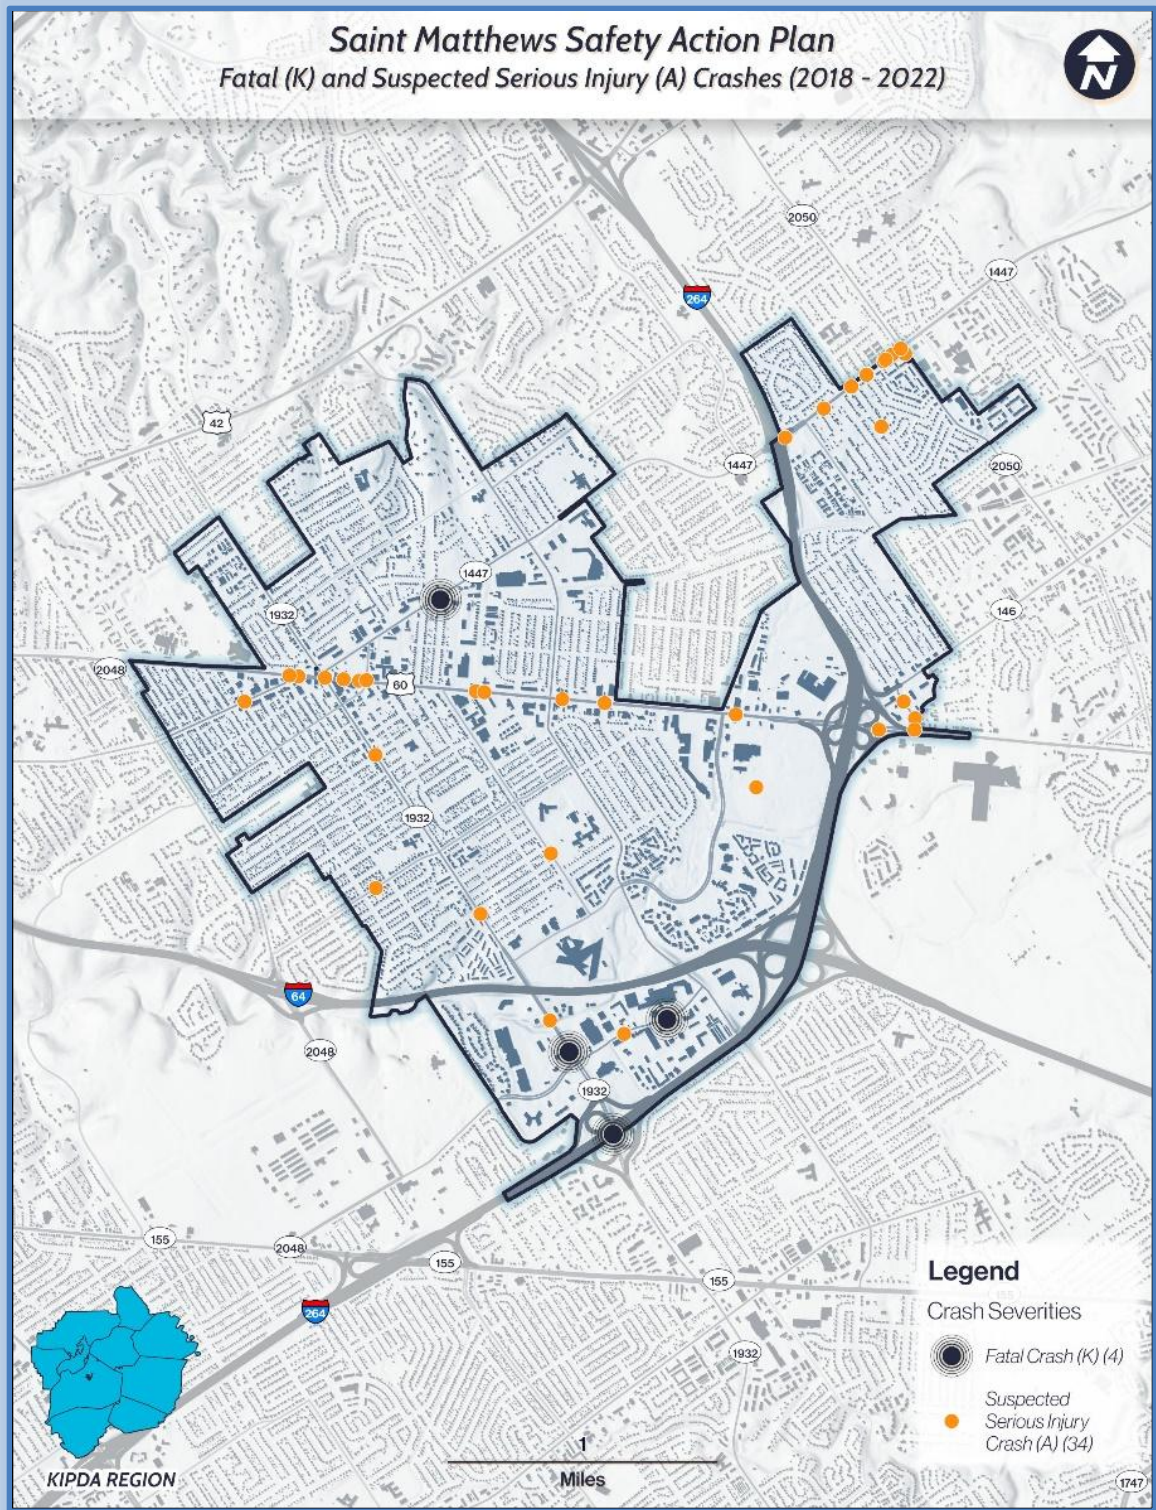 Saint Matthews Safety Action Plan
Fatal (K) and Suspected Serious Injury (A) Crashes (2018 - 2022)
N
2050
1447
264
42
1447
2050
1447
1932
146
2048
60
1932
64
2048
1932
155
2048
155
155
155
264
1932
Legend
Crash Severities
Fatal Crash (K) (4)
Suspected
Serious Injury
Crash (A) (34)
1
Miles
KIPDA REGION
1747